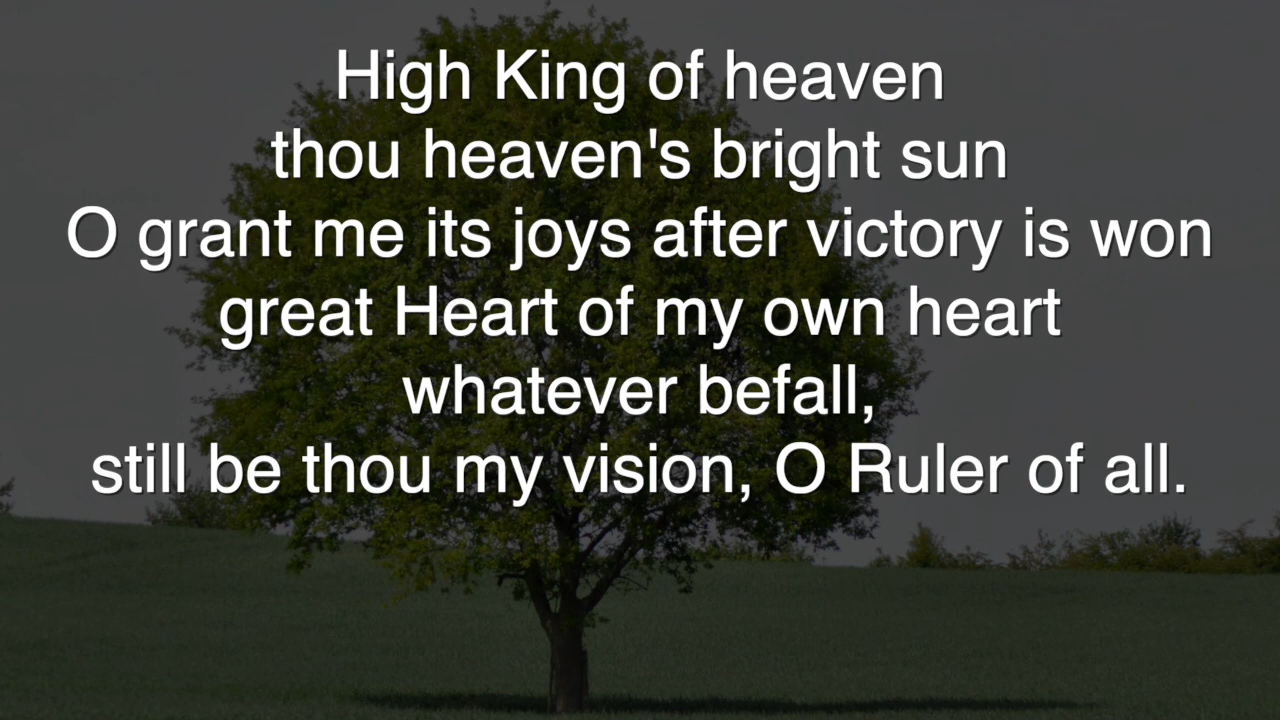 High King of heaven
thou heaven's bright sun
O grant me its joys after victory is won
great Heart of my own heart
whatever befall,
still be thou my vision, O Ruler of all.